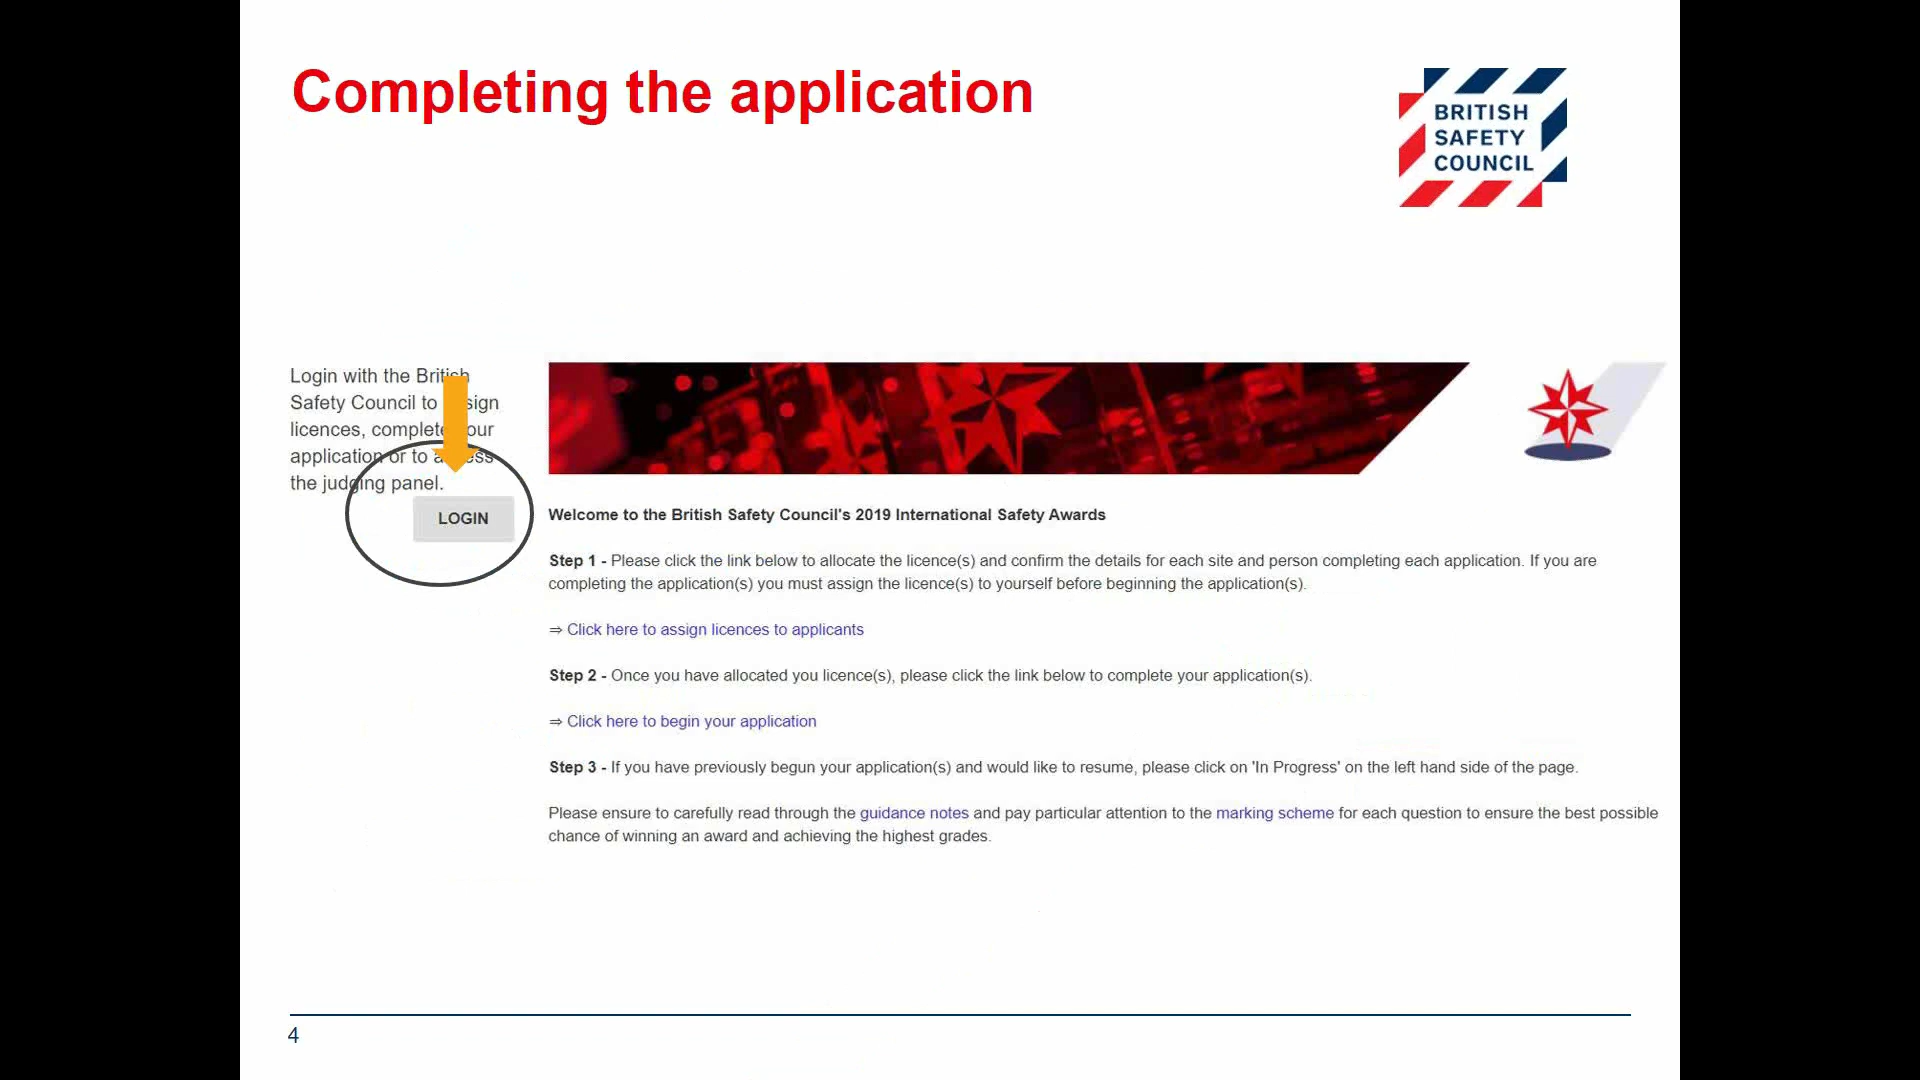 Completing the application
BRITISH
SAFETY
COUNCIL
Login with the British
Safety Council to assign
licences, complete your
application or to access
the judging panel.
LOGIN
Welcome to the British Safety Council's 2019 International Safety Awards
Step 1 - Please click the link below to allocate the licence(s) and confirm the details for each site and person completing each application. If you are
completing the application(s) you must assign the licence(s) to yourself before beginning the application(s).
⇒ Click here to assign licences to applicants
Step 2 - Once you have allocated you licence(s), please click the link below to complete your application(s).
⇒ Click here to begin your application
Step 3 - If you have previously begun your application(s) and would like to resume, please click on 'In Progress' on the left hand side of the page.
Please ensure to carefully read through the guidance notes and pay particular attention to the marking scheme for each question to ensure the best possible
chance of winning an award and achieving the highest grades.
4